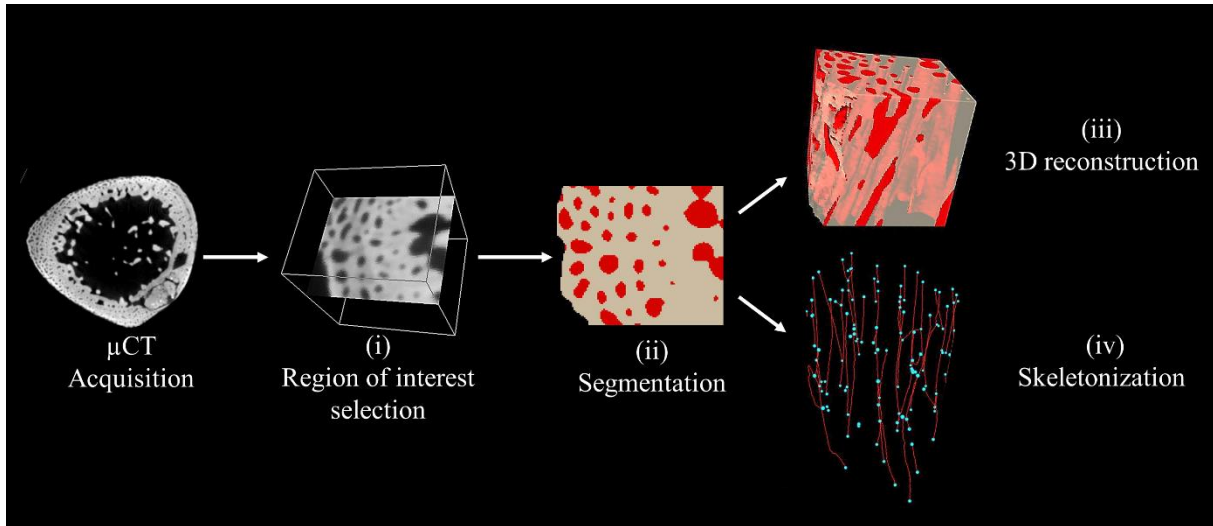 µCT
Acquisition
(i)
Region of interest
selection
(ii)
Segmentation
(iii)
3D reconstruction
(iv)
Skeletonization